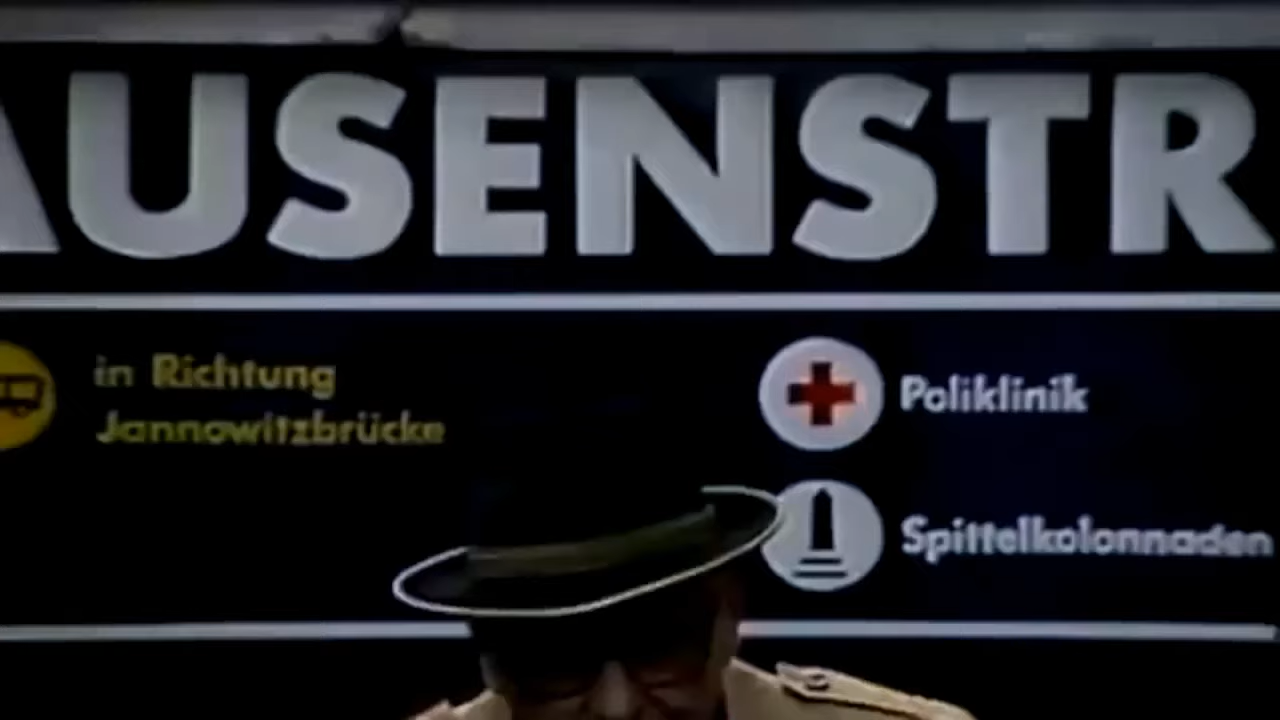 AUSENSTR
in Richtung
Jannowitzbrücke
Poliklinik
Spittelkolonnaden